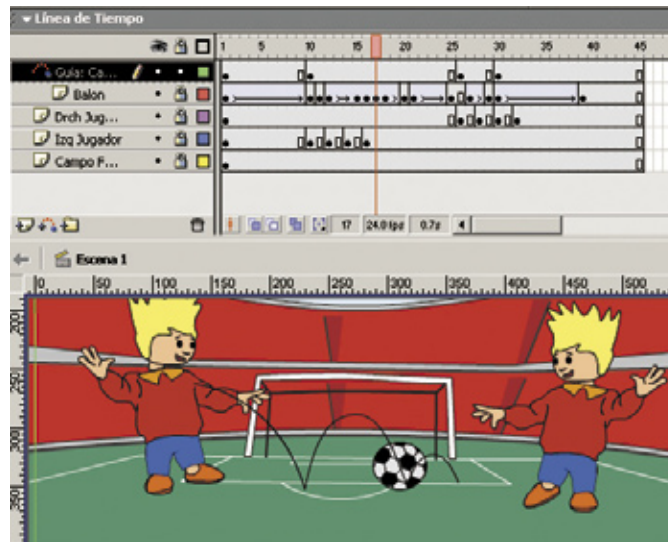 Línea de Tiempo
1 5 10 15 20 25 30 35 40 45
Guía: Ca...
Balon
Drch Jug...
Izq Jugador
Campo F...
17 24.0 fps 0.7s
Escena 1
0 50 100 150 200 250 300 350 400 450 500
200
250
300
350